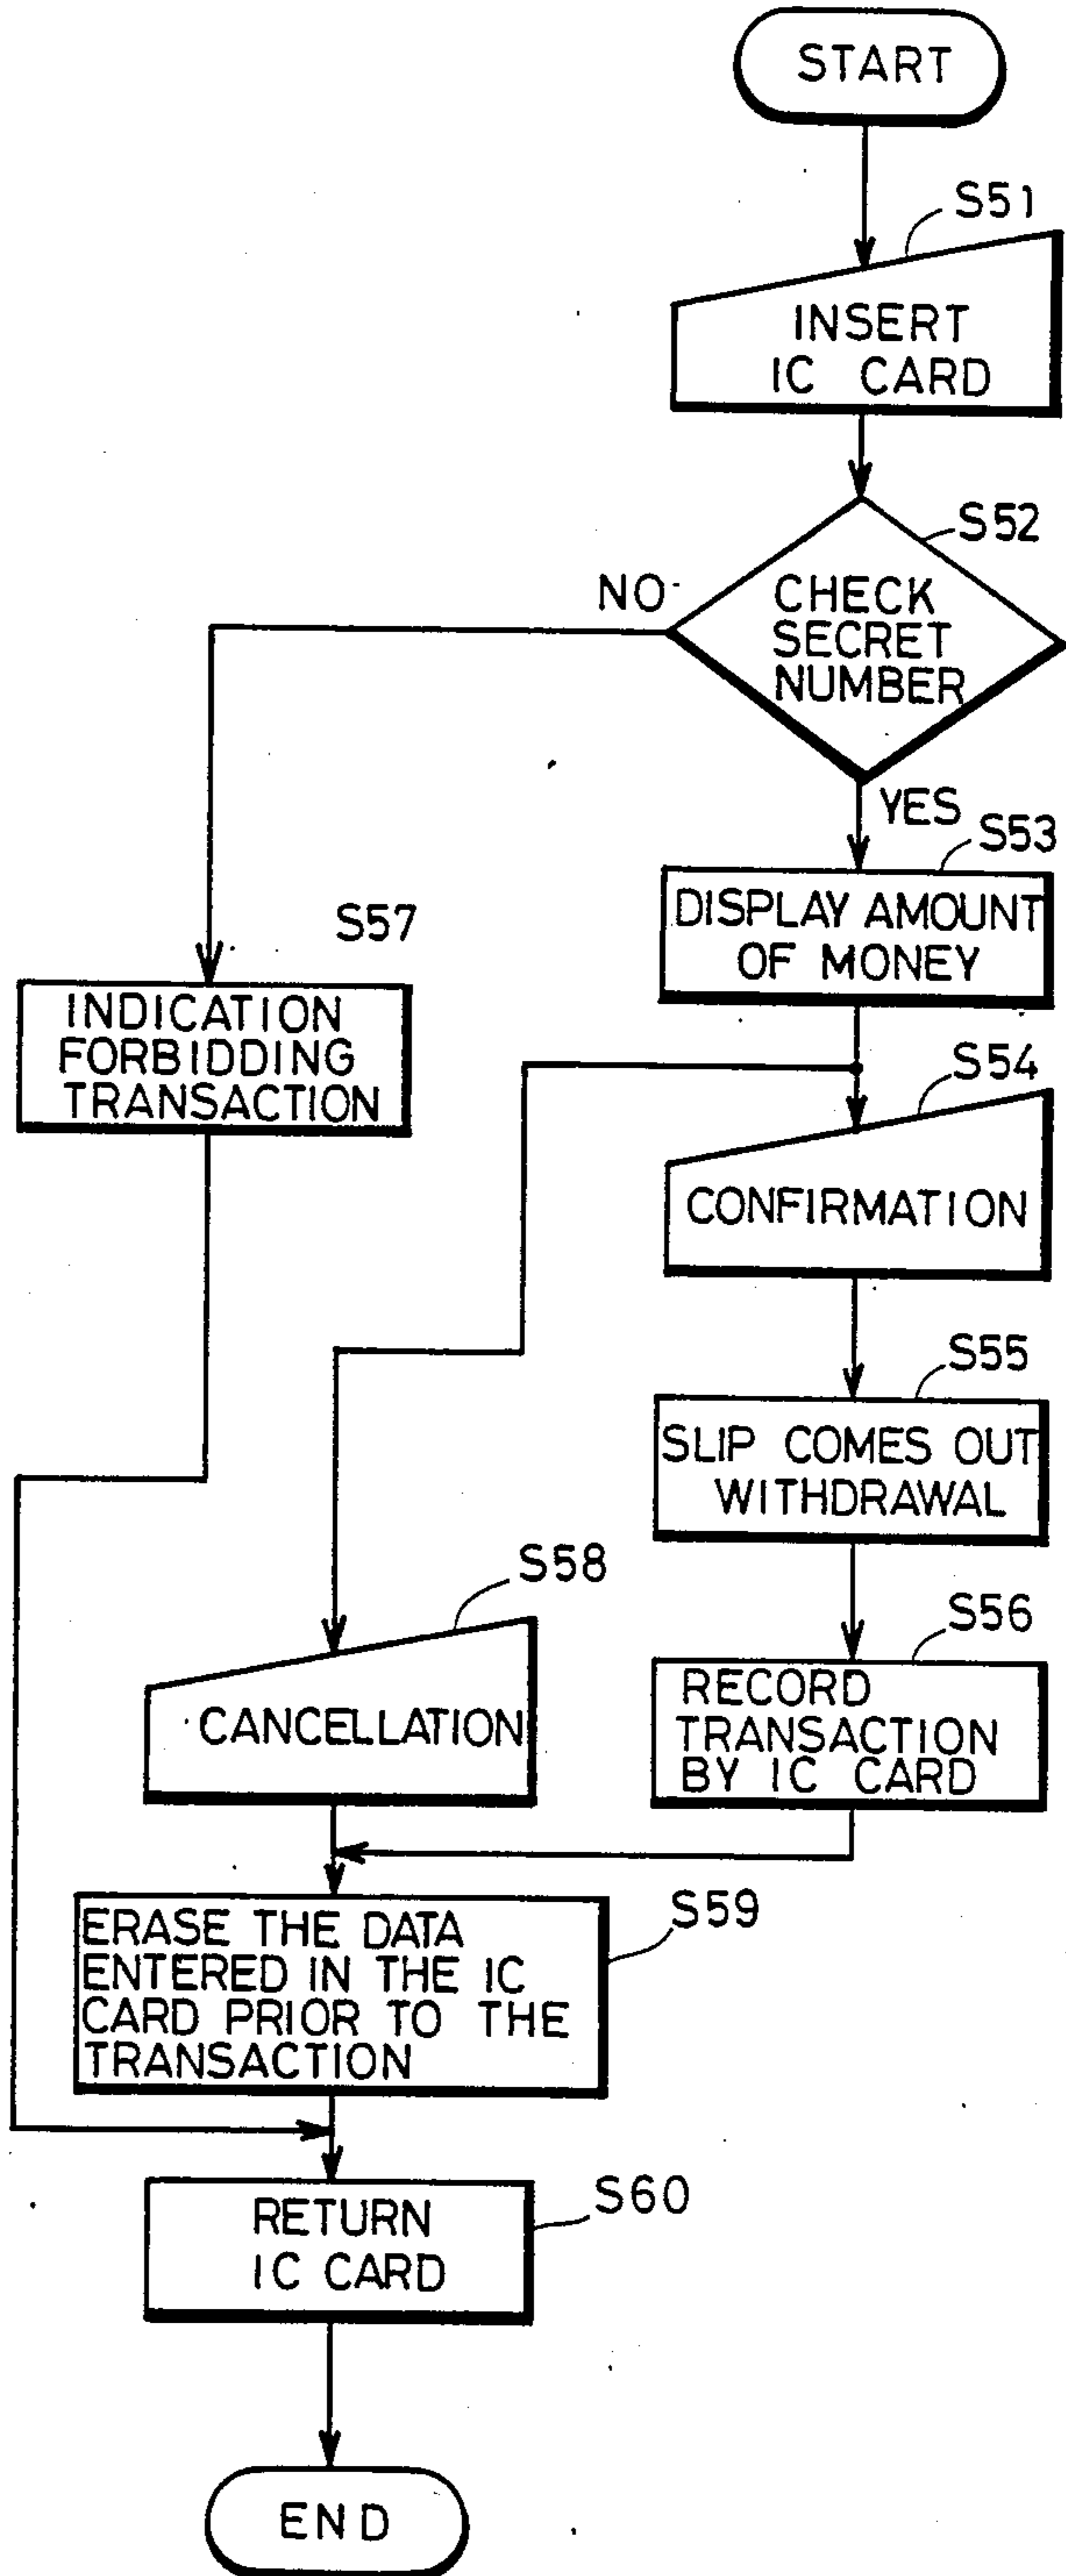 START
S51
INSERT
IC CARD
S52
NO
CHECK
SECRET
NUMBER
YES
S53
DISPLAY AMOUNT
OF MONEY
S57
INDICATION
FORBIDDING
TRANSACTION
S54
CONFIRMATION
S55
SLIP COMES OUT
WITHDRAWAL
S58
CANCELLATION
S56
RECORD
TRANSACTION
BY IC CARD
S59
ERASE THE DATA
ENTERED IN THE IC
CARD PRIOR TO THE
TRANSACTION
S60
RETURN
IC CARD
END